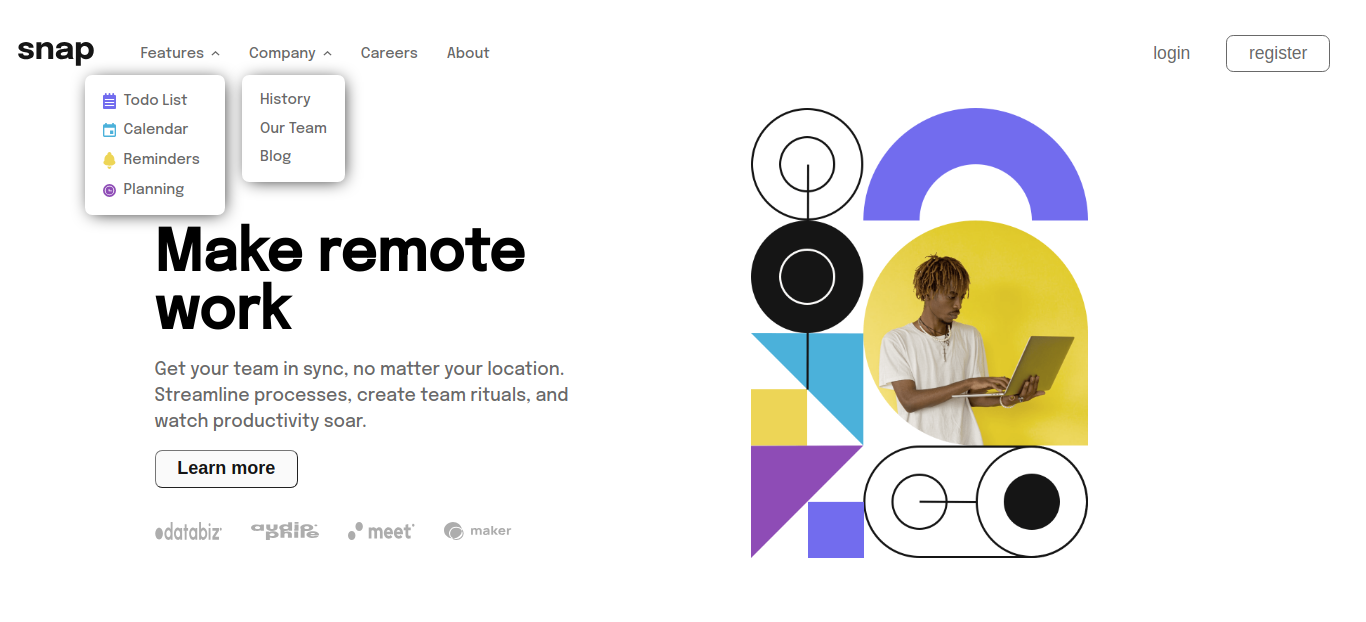 snap
Features
Company
Careers
About
login
register
Todo List
Calendar
Reminders
Planning
History
Our Team
Blog
Make remote
work
Get your team in sync, no matter your location.
Streamline processes, create team rituals, and
watch productivity soar.
Learn more
databiz
audiophile
meet
maker